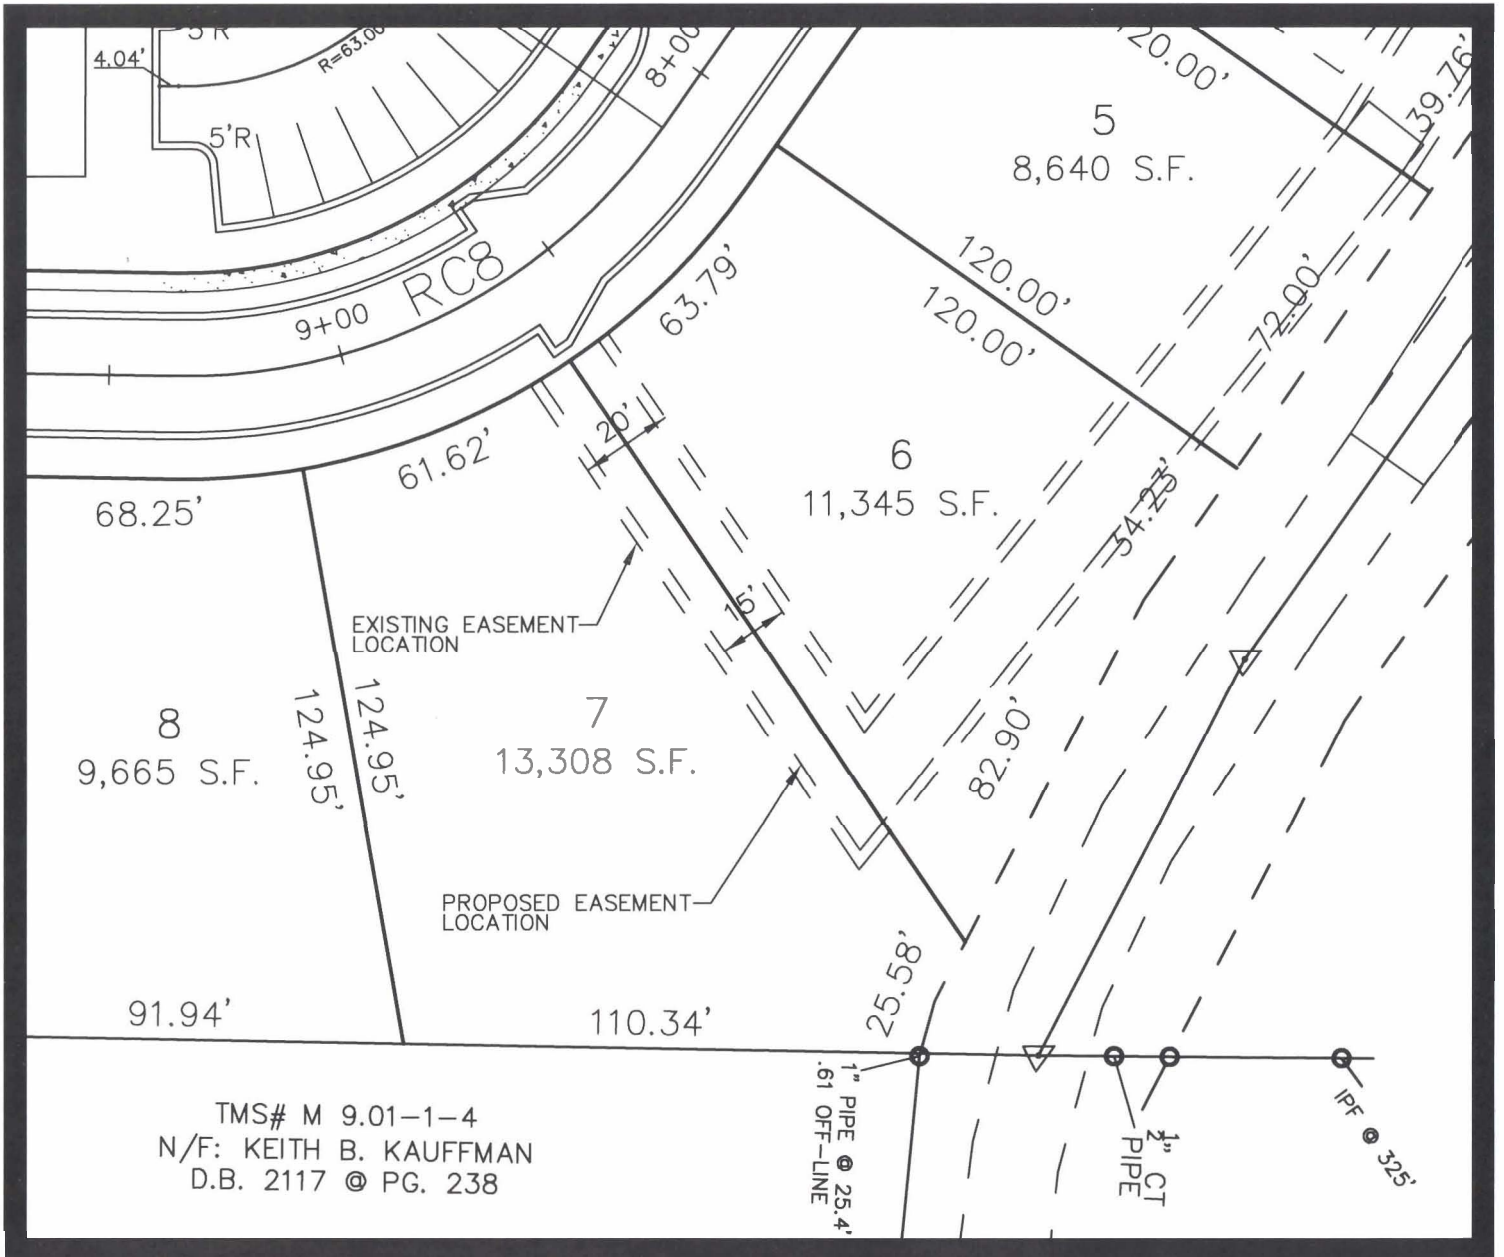 5'R
R=63.00
4.04'
8+00
120.00'
39.76'
5'R
5
8,640 S.F.
RC8
9+00
63.79'
120.00'
120.00'
72.00'
20'
61.62'
6
11,345 S.F.
54.23'
68.25'
15'
EXISTING EASEMENT
LOCATION
124.95'
124.95'
8
9,665 S.F.
7
13,308 S.F.
82.90'
PROPOSED EASEMENT
LOCATION
25.58'
91.94'
110.34'
1" PIPE @ 25.4'
.61 OFF-LINE
1/2" CT
PIPE
IPF @ 325'
TMS# M 9.01-1-4
N/F: KEITH B. KAUFFMAN
D.B. 2117 @ PG. 238